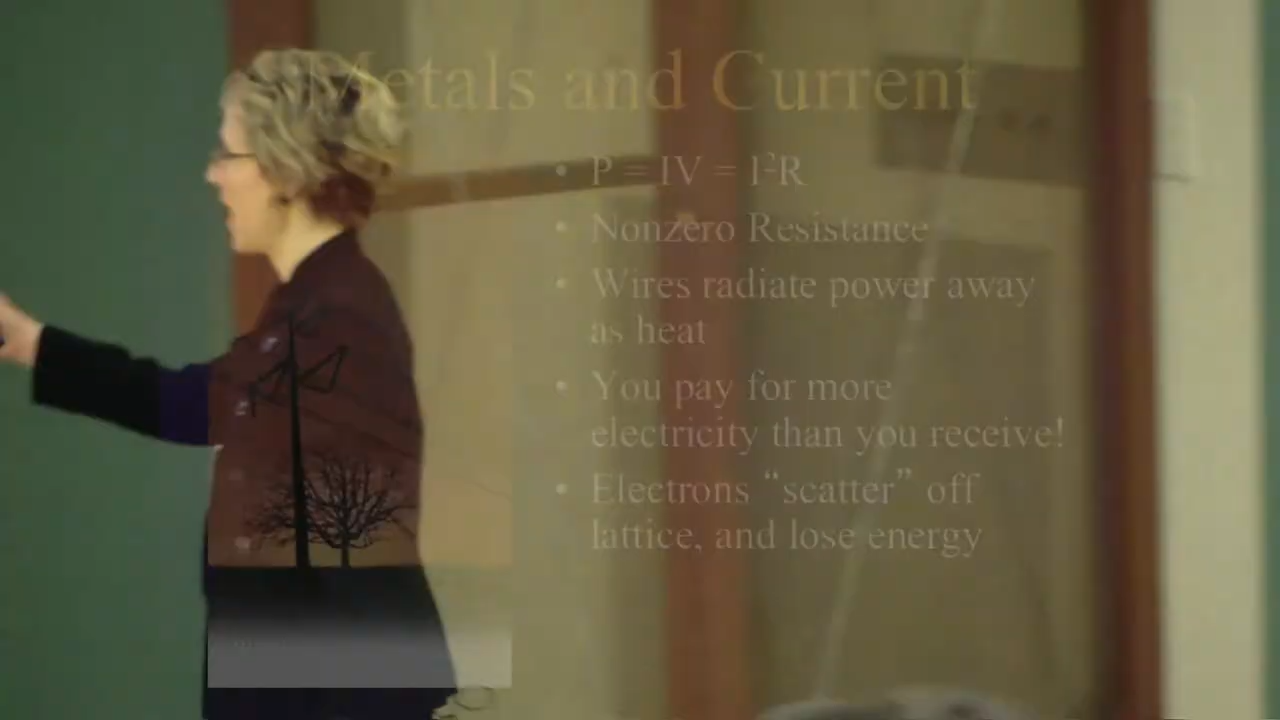 Metals and Current
• P = IV = I²R
• Nonzero Resistance
• Wires radiate power away
as heat
• You pay for more
electricity than you receive!
• Electrons “scatter” off
lattice, and lose energy